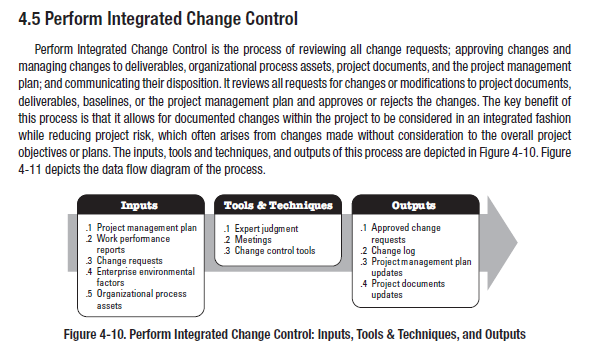 4.5 Perform Integrated Change Control
Perform Integrated Change Control is the process of reviewing all change requests; approving changes and
managing changes to deliverables, organizational process assets, project documents, and the project management
plan; and communicating their disposition. It reviews all requests for changes or modifications to project documents,
deliverables, baselines, or the project management plan and approves or rejects the changes. The key benefit of
this process is that it allows for documented changes within the project to be considered in an integrated fashion
while reducing project risk, which often arises from changes made without consideration to the overall project
objectives or plans. The inputs, tools and techniques, and outputs of this process are depicted in Figure 4-10. Figure
4-11 depicts the data flow diagram of the process.
Inputs
.1 Project management plan
.2 Work performance
reports
.3 Change requests
.4 Enterprise environmental
factors
.5 Organizational process
assets
Tools & Techniques
.1 Expert judgment
.2 Meetings
.3 Change control tools
Outputs
.1 Approved change
requests
.2 Change log
.3 Project management plan
updates
.4 Project documents
updates
Figure 4-10. Perform Integrated Change Control: Inputs, Tools & Techniques, and Outputs